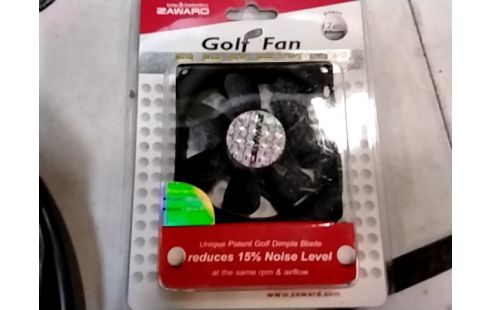 ZAWARD
Golf Fan
Unique Patent Golf Dimple Blade
reduces 15% Noise Level
at the same rpm & airflow
www.zaward.com